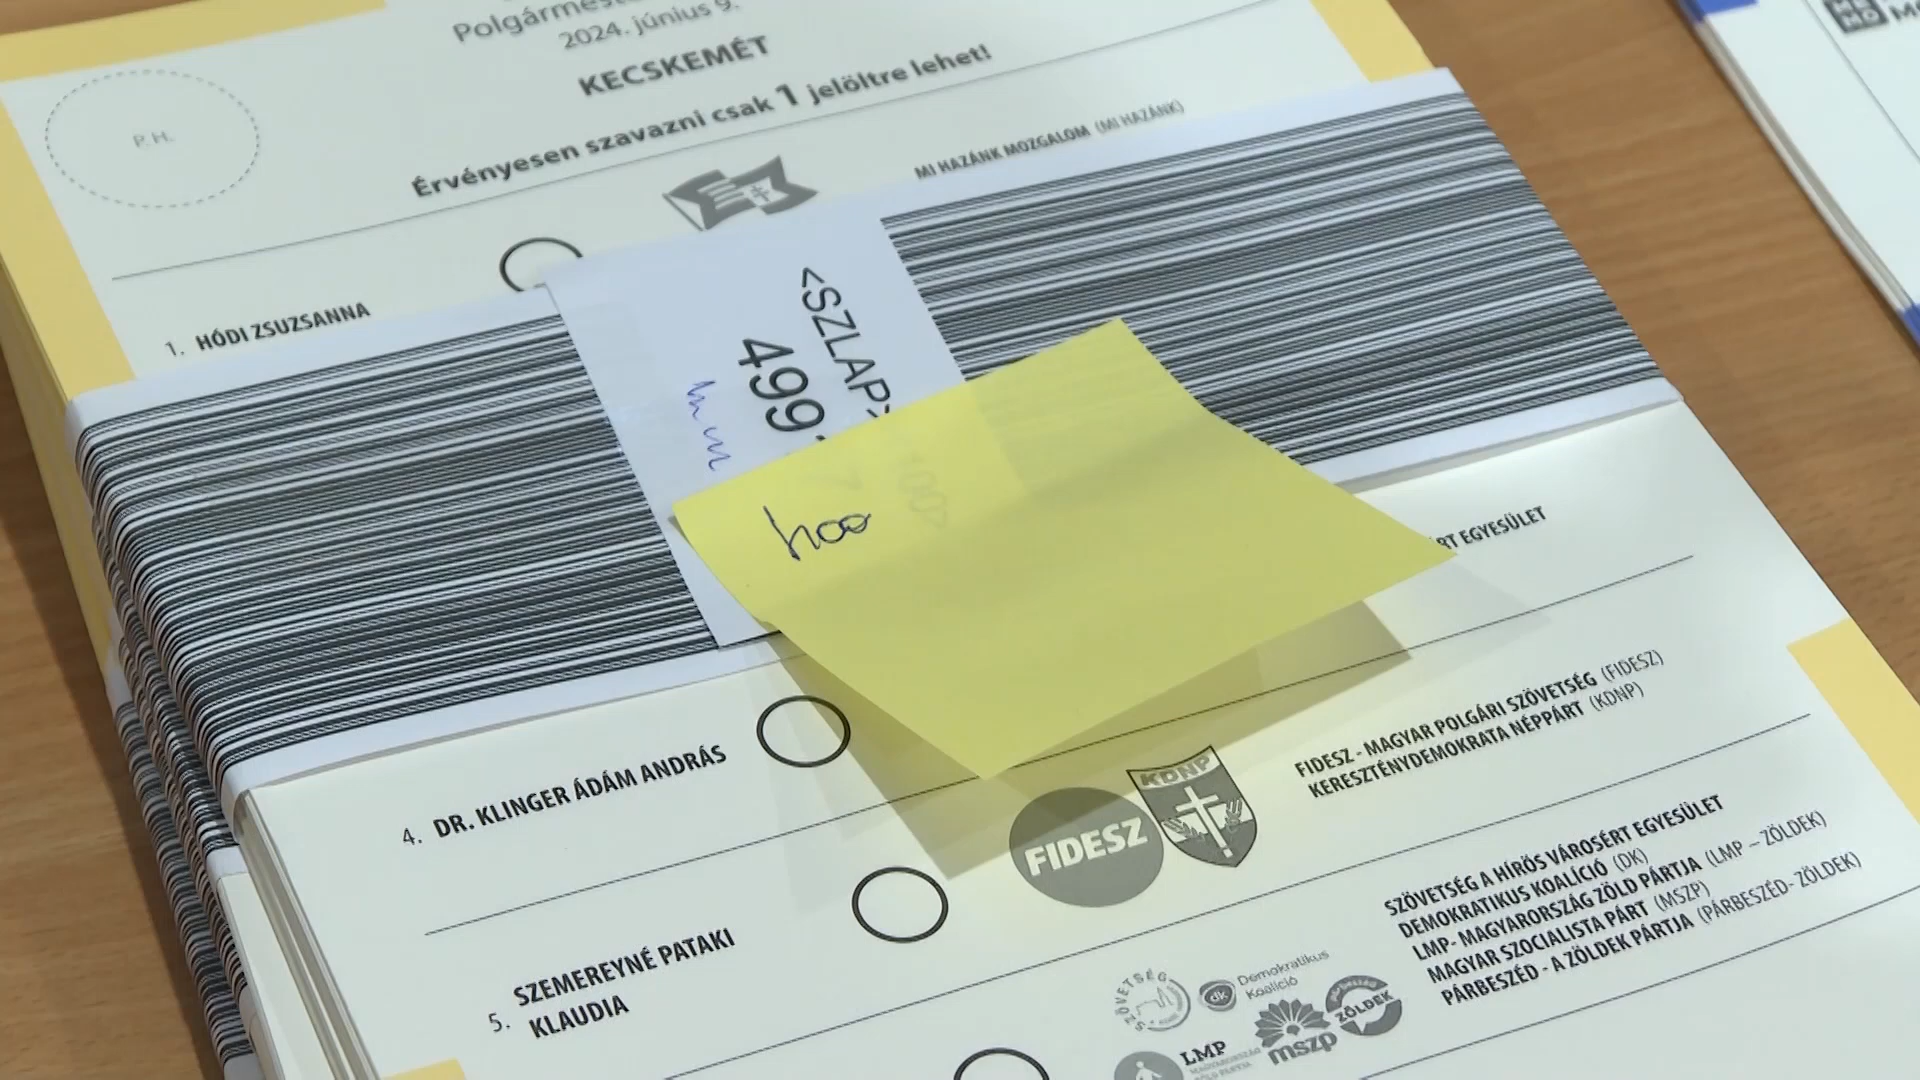 2024. június 9.
KECSKEMÉT
Érvényesen szavazni csak 1 jelöltre lehet!
P. H.
MI HAZÁNK MOZGALOM (MI HAZÁNK)
1. HÓDI ZSUZSANNA
<SZLAP>
499
EGYESÜLET
4. DR. KLINGER ÁDÁM ANDRÁS
KDNP
FIDESZ
FIDESZ - MAGYAR POLGÁRI SZÖVETSÉG (FIDESZ)
KERESZTÉNYDEMOKRATA NÉPPÁRT (KDNP)
5. SZEMEREYNÉ PATAKI
KLAUDIA
SZÖVETSÉG A HÍRÖS VÁROSÉRT EGYESÜLET
DEMOKRATIKUS KOALÍCIÓ (DK)
LMP- MAGYARORSZÁG ZÖLD PÁRTJA (LMP – ZÖLDEK)
MAGYAR SZOCIALISTA PÁRT (MSZP)
PÁRBESZÉD - A ZÖLDEK PÁRTJA (PÁRBESZÉD- ZÖLDEK)
SZÖVETSÉG
dk Demokratikus
Koalíció
párbeszéd
ZÖLDEK
mszp
LMP
MAGYARORSZÁG
ZÖLD PÁRTJA